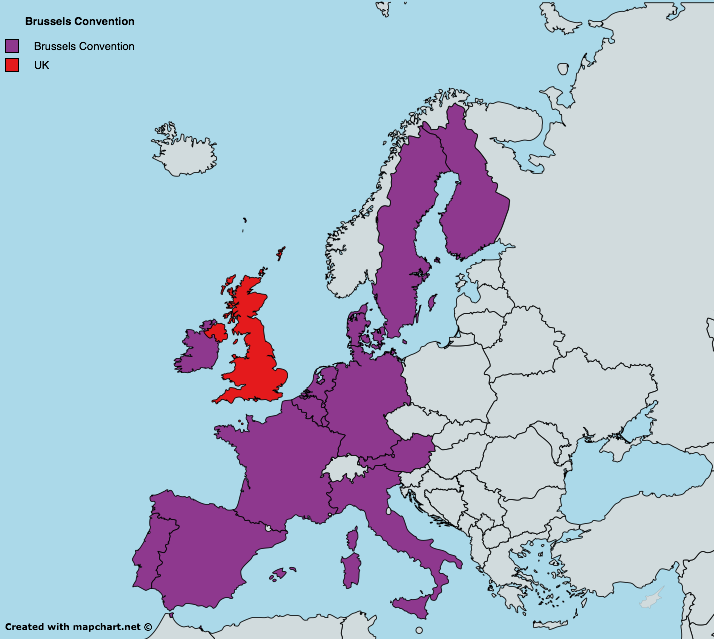 Brussels Convention
Brussels Convention
UK
Created with mapchart.net ©